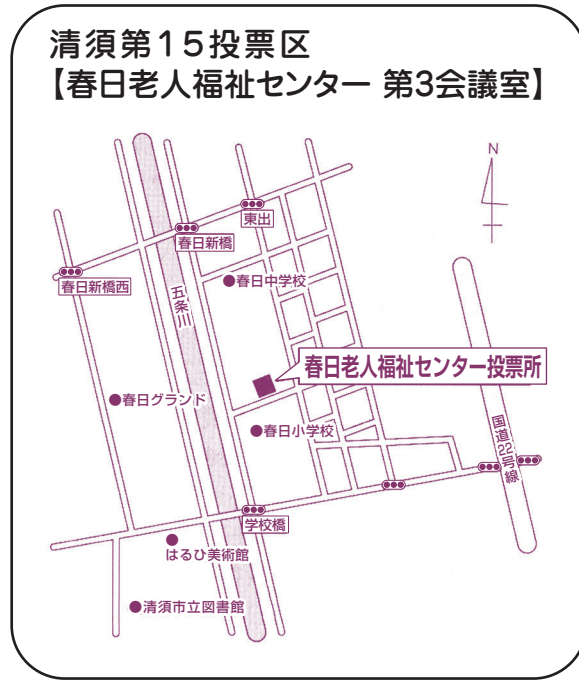 清須第15投票区
【春日老人福祉センター 第3会議室】
N
東出
春日新橋
春日新橋西
春日中学校
五条川
春日老人福祉センター投票所
春日グランド
春日小学校
国道22号線
学校橋
はるひ美術館
清須市立図書館